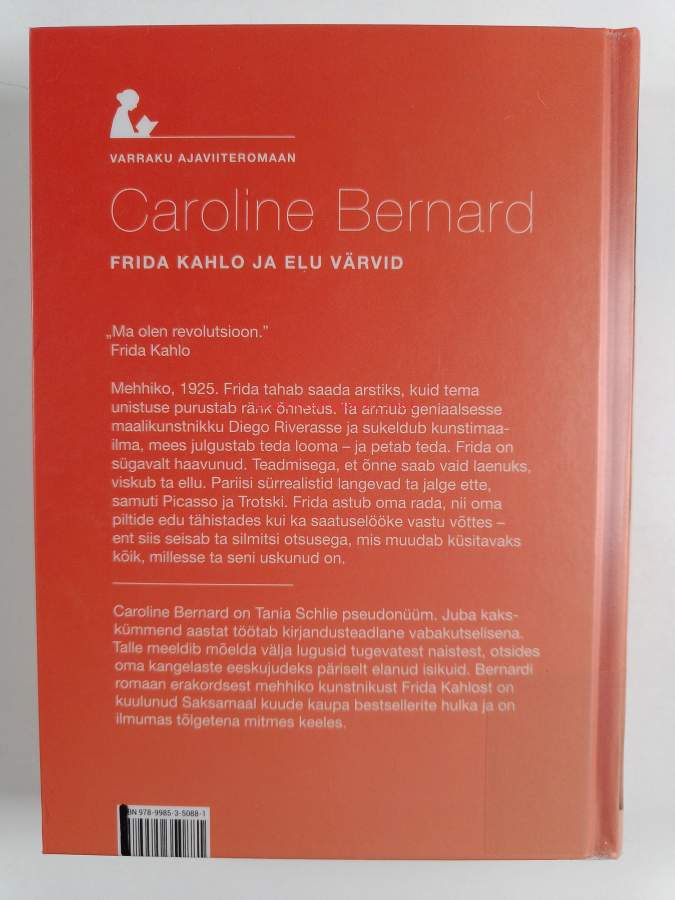 VARRAKU AJAVIITEROMAAN
Caroline Bernard
FRIDA KAHLO JA ELU VÄRVID
„Ma olen revolutsioon.”
Frida Kahlo
Mehhiko, 1925. Frida tahab saada arstiks, kuid tema
unistuse purustab ränk õnnetus. Ta armub geniaalsesse
maalikunstnikku Diego Riverasse ja sukeldub kunstimaa-
ilma, mees julgustab teda looma – ja petab teda. Frida on
sügavalt haavunud. Teadmisega, et õnne saab vaid laenuks,
viskub ta ellu. Pariisi sürrealistid langevad ta jalge ette,
samuti Picasso ja Trotski. Frida astub oma rada, nii oma
piltide edu tähistades kui ka saatuselööke vastu võttes –
ent siis seisab ta silmitsi otsusega, mis muudab küsitavaks
kõik, millesse ta seni uskunud on.
Caroline Bernard on Tania Schlie pseudonüüm. Juba kaks-
kümmend aastat töötab kirjandusteadlane vabakutselisena.
Talle meeldib mõelda välja lugusid tugevatest naistest, otsides
oma kangelaste eeskujudeks päriselt elanud isikuid. Bernardi
romaan erakordsest mehhiko kunstnikust Frida Kahlost on
kuulunud Saksamaal kuude kaupa bestsellerite hulka ja on
ilmumas tõlgetena mitmes keeles.
BN 978-9985-3-5088-1